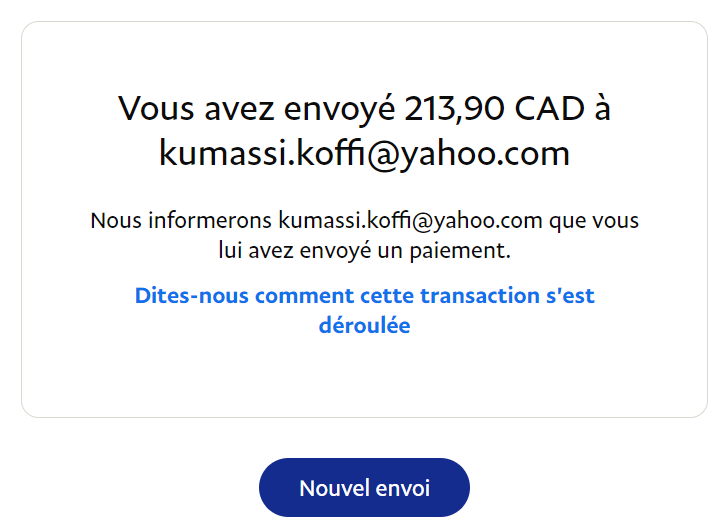 Vous avez envoyé 213,90 CAD à
kumassi.koffi@yahoo.com
Nous informerons kumassi.koffi@yahoo.com que vous
lui avez envoyé un paiement.
Dites-nous comment cette transaction s'est
déroulée
Nouvel envoi